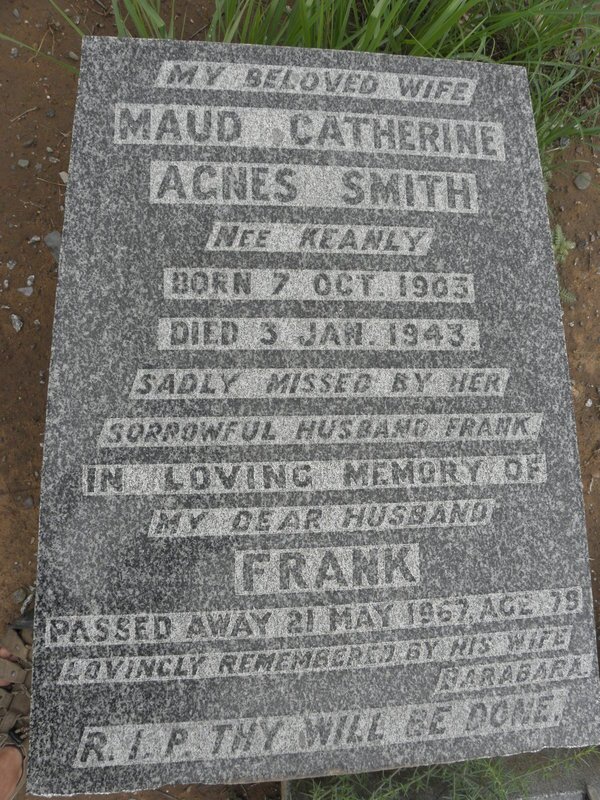 MY BELOVED WIFE
MAUD CATHERINE
AGNES SMITH
NEE KEANLY
BORN 7 OCT. 1903
DIED 3 JAN. 1943.
SADLY MISSED BY HER
SORROWFUL HUSBAND FRANK
IN LOVING MEMORY OF
MY DEAR HUSBAND
FRANK
PASSED AWAY 21 MAY 1967, AGE 79
LOVINGLY REMEMBERED BY HIS WIFE
BARABARA
R.I.P. THY WILL BE DONE.